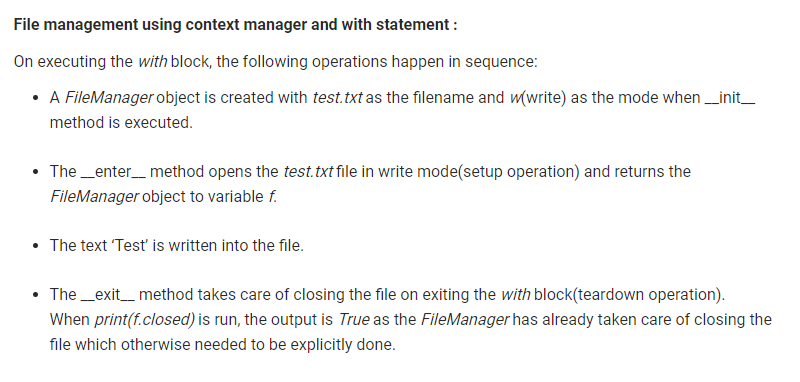 File management using context manager and with statement :
On executing the with block, the following operations happen in sequence:
• A FileManager object is created with test.txt as the filename and w(write) as the mode when __init__
method is executed.
• The __enter__ method opens the test.txt file in write mode(setup operation) and returns the
FileManager object to variable f.
• The text ‘Test’ is written into the file.
• The __exit__ method takes care of closing the file on exiting the with block(teardown operation).
When print(f.closed) is run, the output is True as the FileManager has already taken care of closing the
file which otherwise needed to be explicitly done.